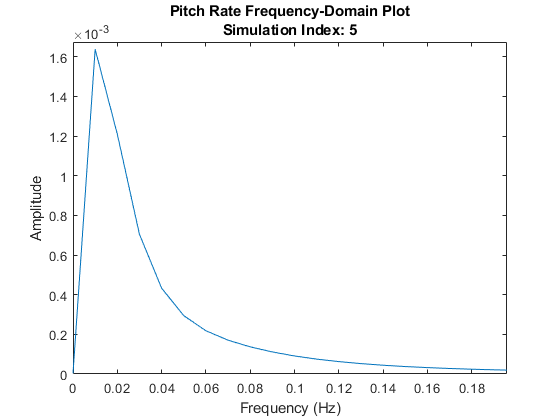 Pitch Rate Frequency-Domain Plot
Simulation Index: 5
×10⁻³
1.6
1.4
1.2
1
0.8
0.6
0.4
0.2
0
Amplitude
0 0.02 0.04 0.06 0.08 0.1 0.12 0.14 0.16 0.18
Frequency (Hz)